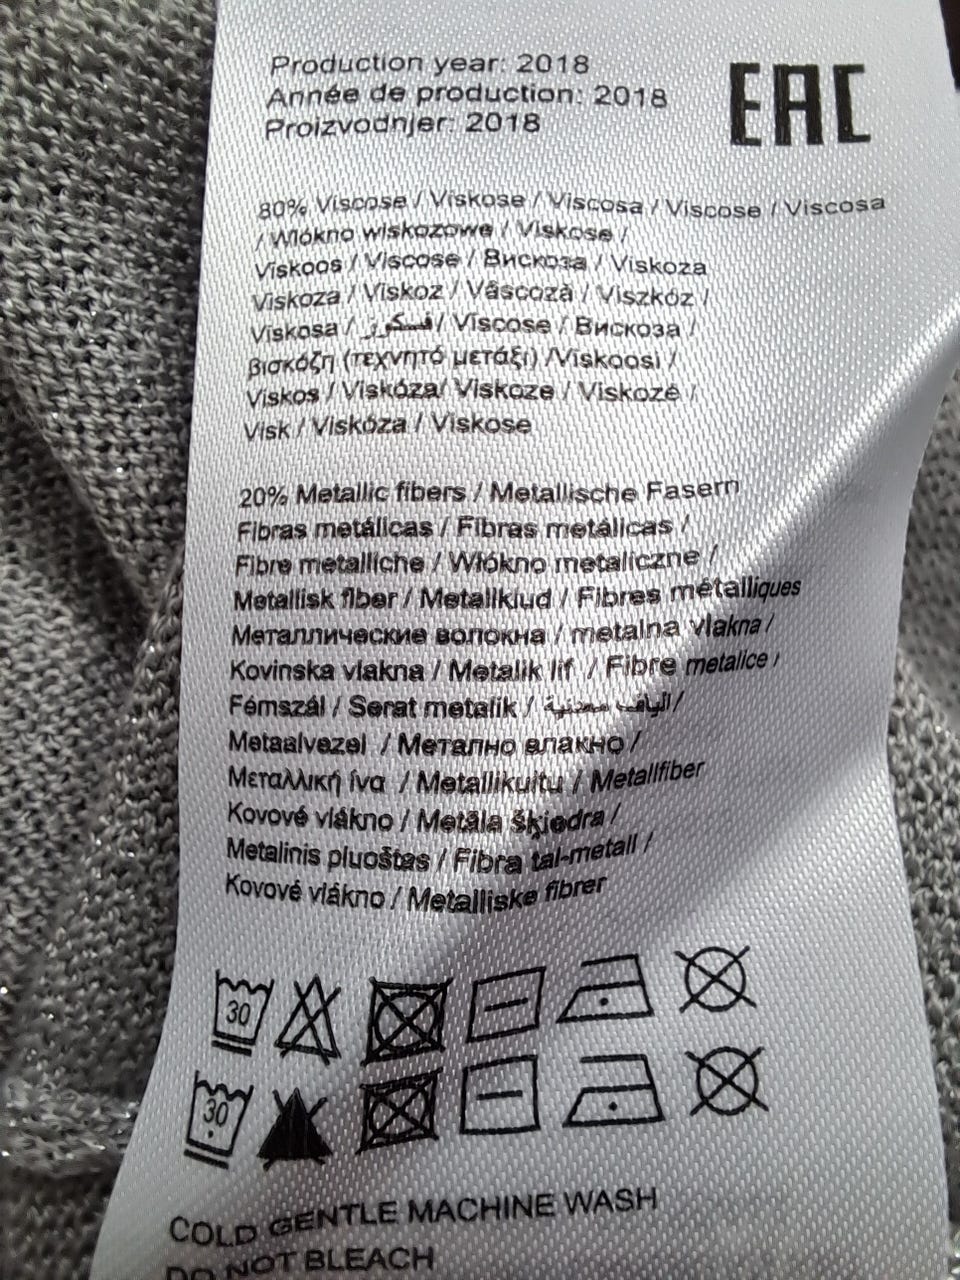 Production year: 2018
Année de production: 2018
Proizvodnjer: 2018
EAC
80% Viscose / Viskose / Viscosa / Viscose / Viscosa
/ Włókno wiskozowe / Viskose /
Viskoos / Viscose / Вискоза / Viskoza
Viskoza / Viskoz / Vâscozà / Viszkóz /
Viskosa / فسكوز / Viscose / Вискоза /
βισκόζη (τεχνητό μετάξι) /Viskoosi /
Viskos / Viskóza/ Viskoze / Viskozė /
Visk / Viskóza / Viskose
20% Metallic fibers / Metallische Fasern
Fibras metálicas / Fibras metálicas /
Fibre metalliche / Włókno metaliczne /
Metallisk fiber / Metallkiud / Fibres métalliques
Металлические волокна / metalna vlakna /
Kovinska vlakna / Metalik lif / Fibre metalice /
Fémszál / Serat metalik / ألياف معدنية /
Metaalvezel / Метално влакно /
Μεταλλική ίνα / Metallikuitu / Metallfiber
Kovové vlákno / Metāla šķiedra /
Metalinis pluoštas / Fibra tal-metall /
Kovové vlákno / Metalliske fibrer
30
30
COLD GENTLE MACHINE WASH
DO NOT BLEACH